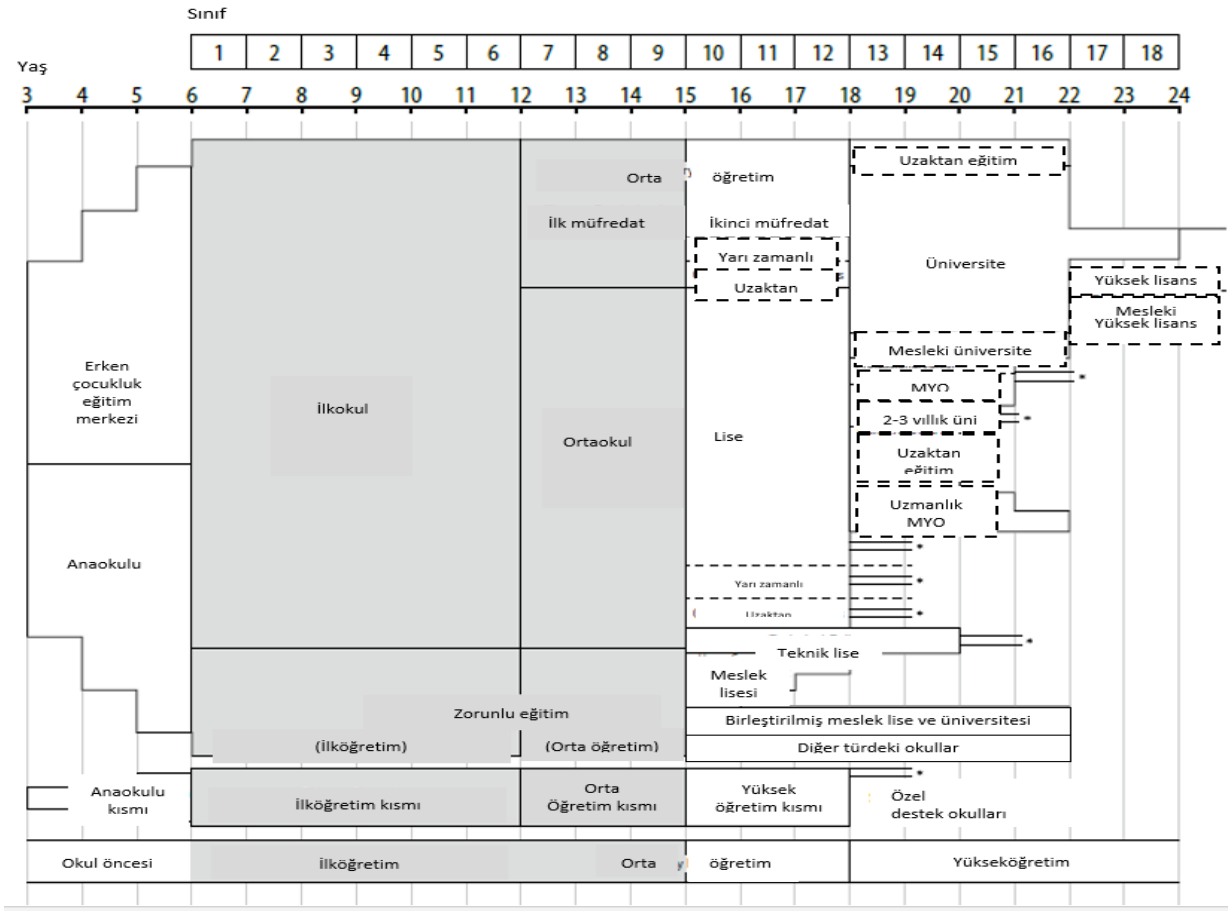 Sınıf
1 2 3 4 5 6 7 8 9 10 11 12 13 14 15 16 17 18
Yaş
3 4 5 6 7 8 9 10 11 12 13 14 15 16 17 18 19 20 21 22 23 24
Uzaktan eğitim
Orta öğretim
İlk müfredat
İkinci müfredat
Yarı zamanlı
Uzaktan
Üniversite
Yüksek lisans
Mesleki
Yüksek lisans
Mesleki üniversite
Erken
çocukluk
eğitim
merkezi
İlkokul
Ortaokul
Lise
MYO
*
2-3 yıllık üni
*
Uzaktan
eğitim
Uzmanlık
MYO
*
Anaokulu
Yarı zamanlı
*
Uzaktan
*
*
Teknik lise
Meslek
lisesi
Zorunlu eğitim
Birleştirilmiş meslek lise ve üniversitesi
(İlköğretim)
(Orta öğretim)
Diğer türdeki okullar
Anaokulu
kısmı
İlköğretim kısmı
Orta
Öğretim kısmı
Yüksek
öğretim kısmı
*
Özel
destek okulları
Okul öncesi
İlköğretim
Orta öğretim
Yükseköğretim